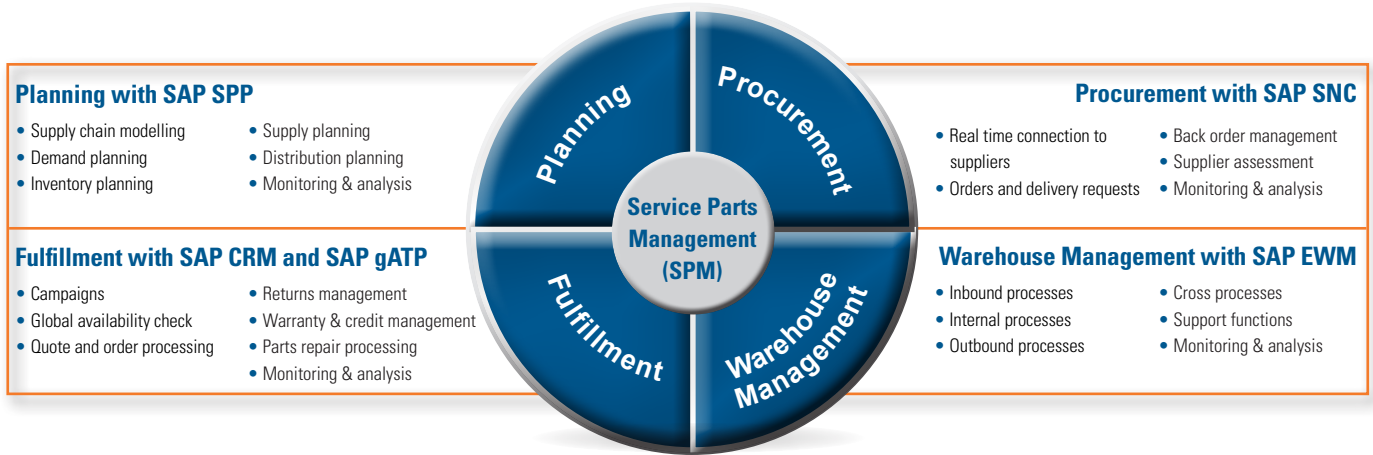 Planning with SAP SPP
• Supply chain modelling
• Demand planning
• Inventory planning
• Supply planning
• Distribution planning
• Monitoring & analysis
Fulfillment with SAP CRM and SAP gATP
• Campaigns
• Global availability check
• Quote and order processing
• Returns management
• Warranty & credit management
• Parts repair processing
• Monitoring & analysis
Planning
Procurement
Service Parts
Management
(SPM)
Fulfillment
Warehouse
Management
Procurement with SAP SNC
• Real time connection to
suppliers
• Orders and delivery requests
• Back order management
• Supplier assessment
• Monitoring & analysis
Warehouse Management with SAP EWM
• Inbound processes
• Internal processes
• Outbound processes
• Cross processes
• Support functions
• Monitoring & analysis